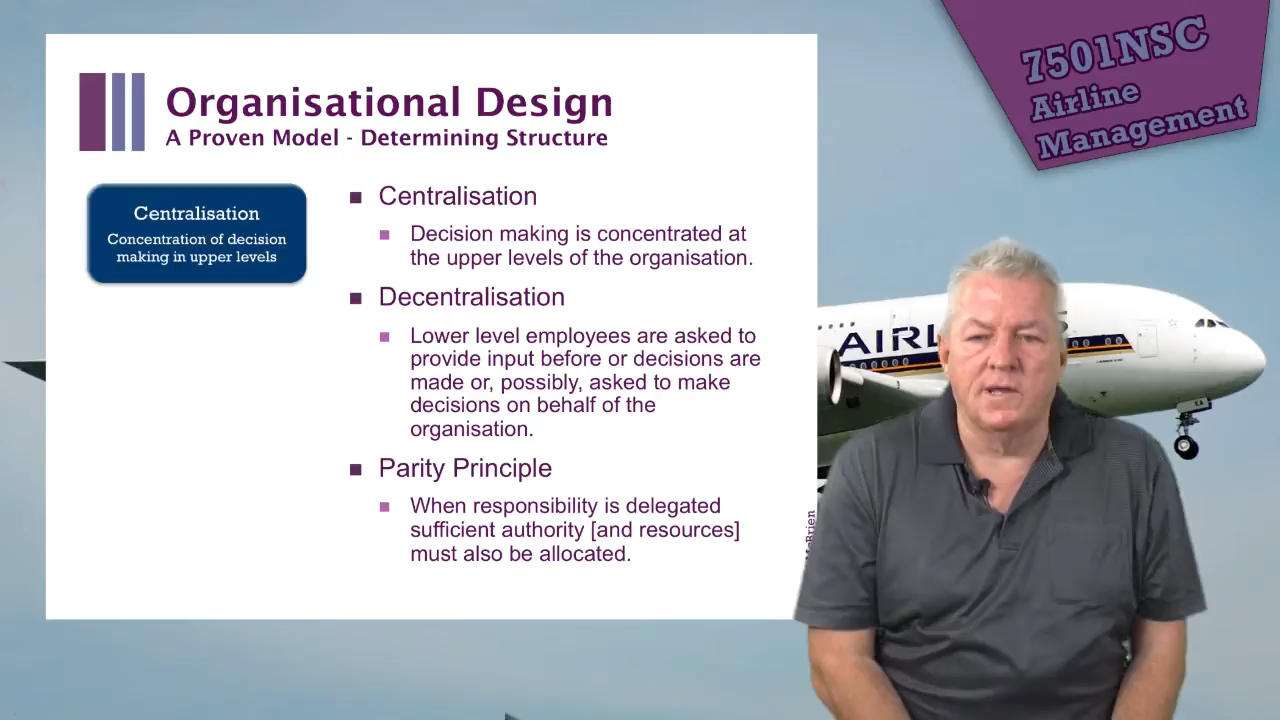 7501NSC
Airline
Management
Organisational Design
A Proven Model - Determining Structure
Centralisation
Concentration of decision
making in upper levels
Centralisation
Decision making is concentrated at
the upper levels of the organisation.
Decentralisation
Lower level employees are asked to
provide input before or decisions are
made or, possibly, asked to make
decisions on behalf of the
organisation.
Parity Principle
When responsibility is delegated
sufficient authority [and resources]
must also be allocated.